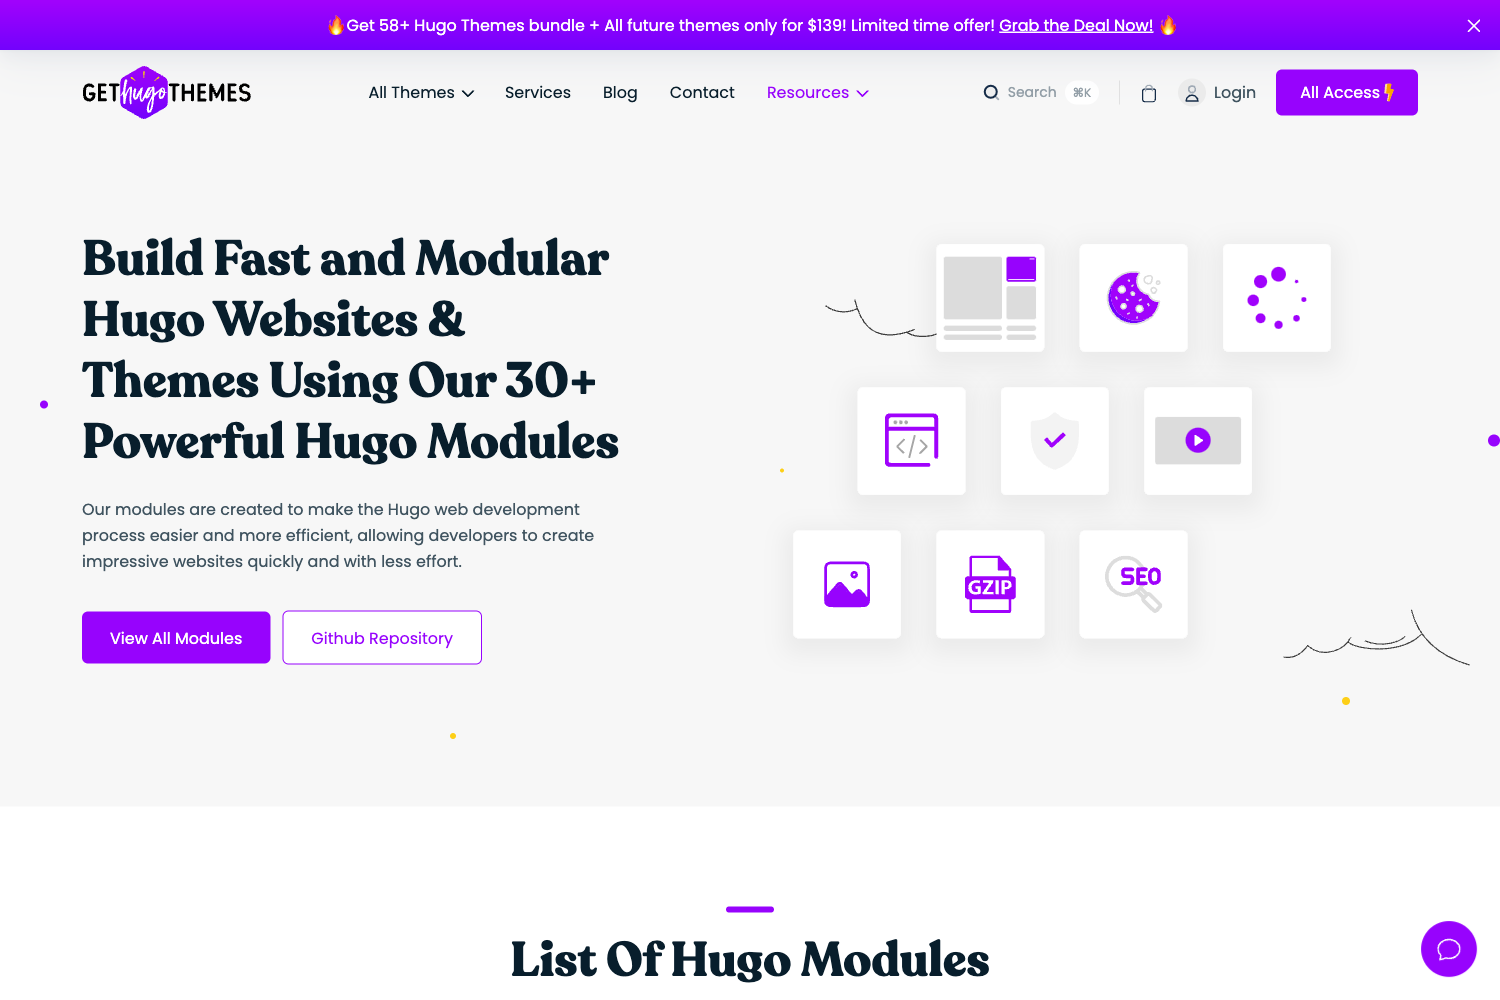 🔥Get 58+ Hugo Themes bundle + All future themes only for $139! Limited time offer! Grab the Deal Now! 🔥
GET hugo THEMES
All Themes
Services
Blog
Contact
Resources
Search ⌘K
Login
All Access⚡
Build Fast and Modular
Hugo Websites &
Themes Using Our 30+
Powerful Hugo Modules
Our modules are created to make the Hugo web development
process easier and more efficient, allowing developers to create
impressive websites quickly and with less effort.
View All Modules
Github Repository
</>
GZIP
SEO
List Of Hugo Modules